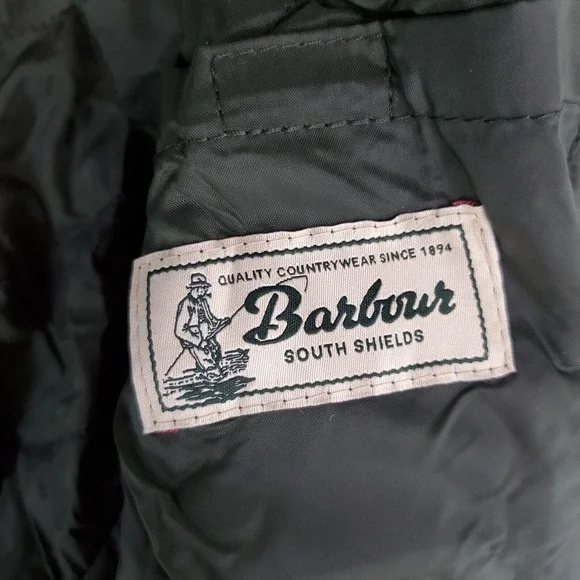 QUALITY COUNTRYWEAR SINCE 1894
Barbour
SOUTH SHIELDS